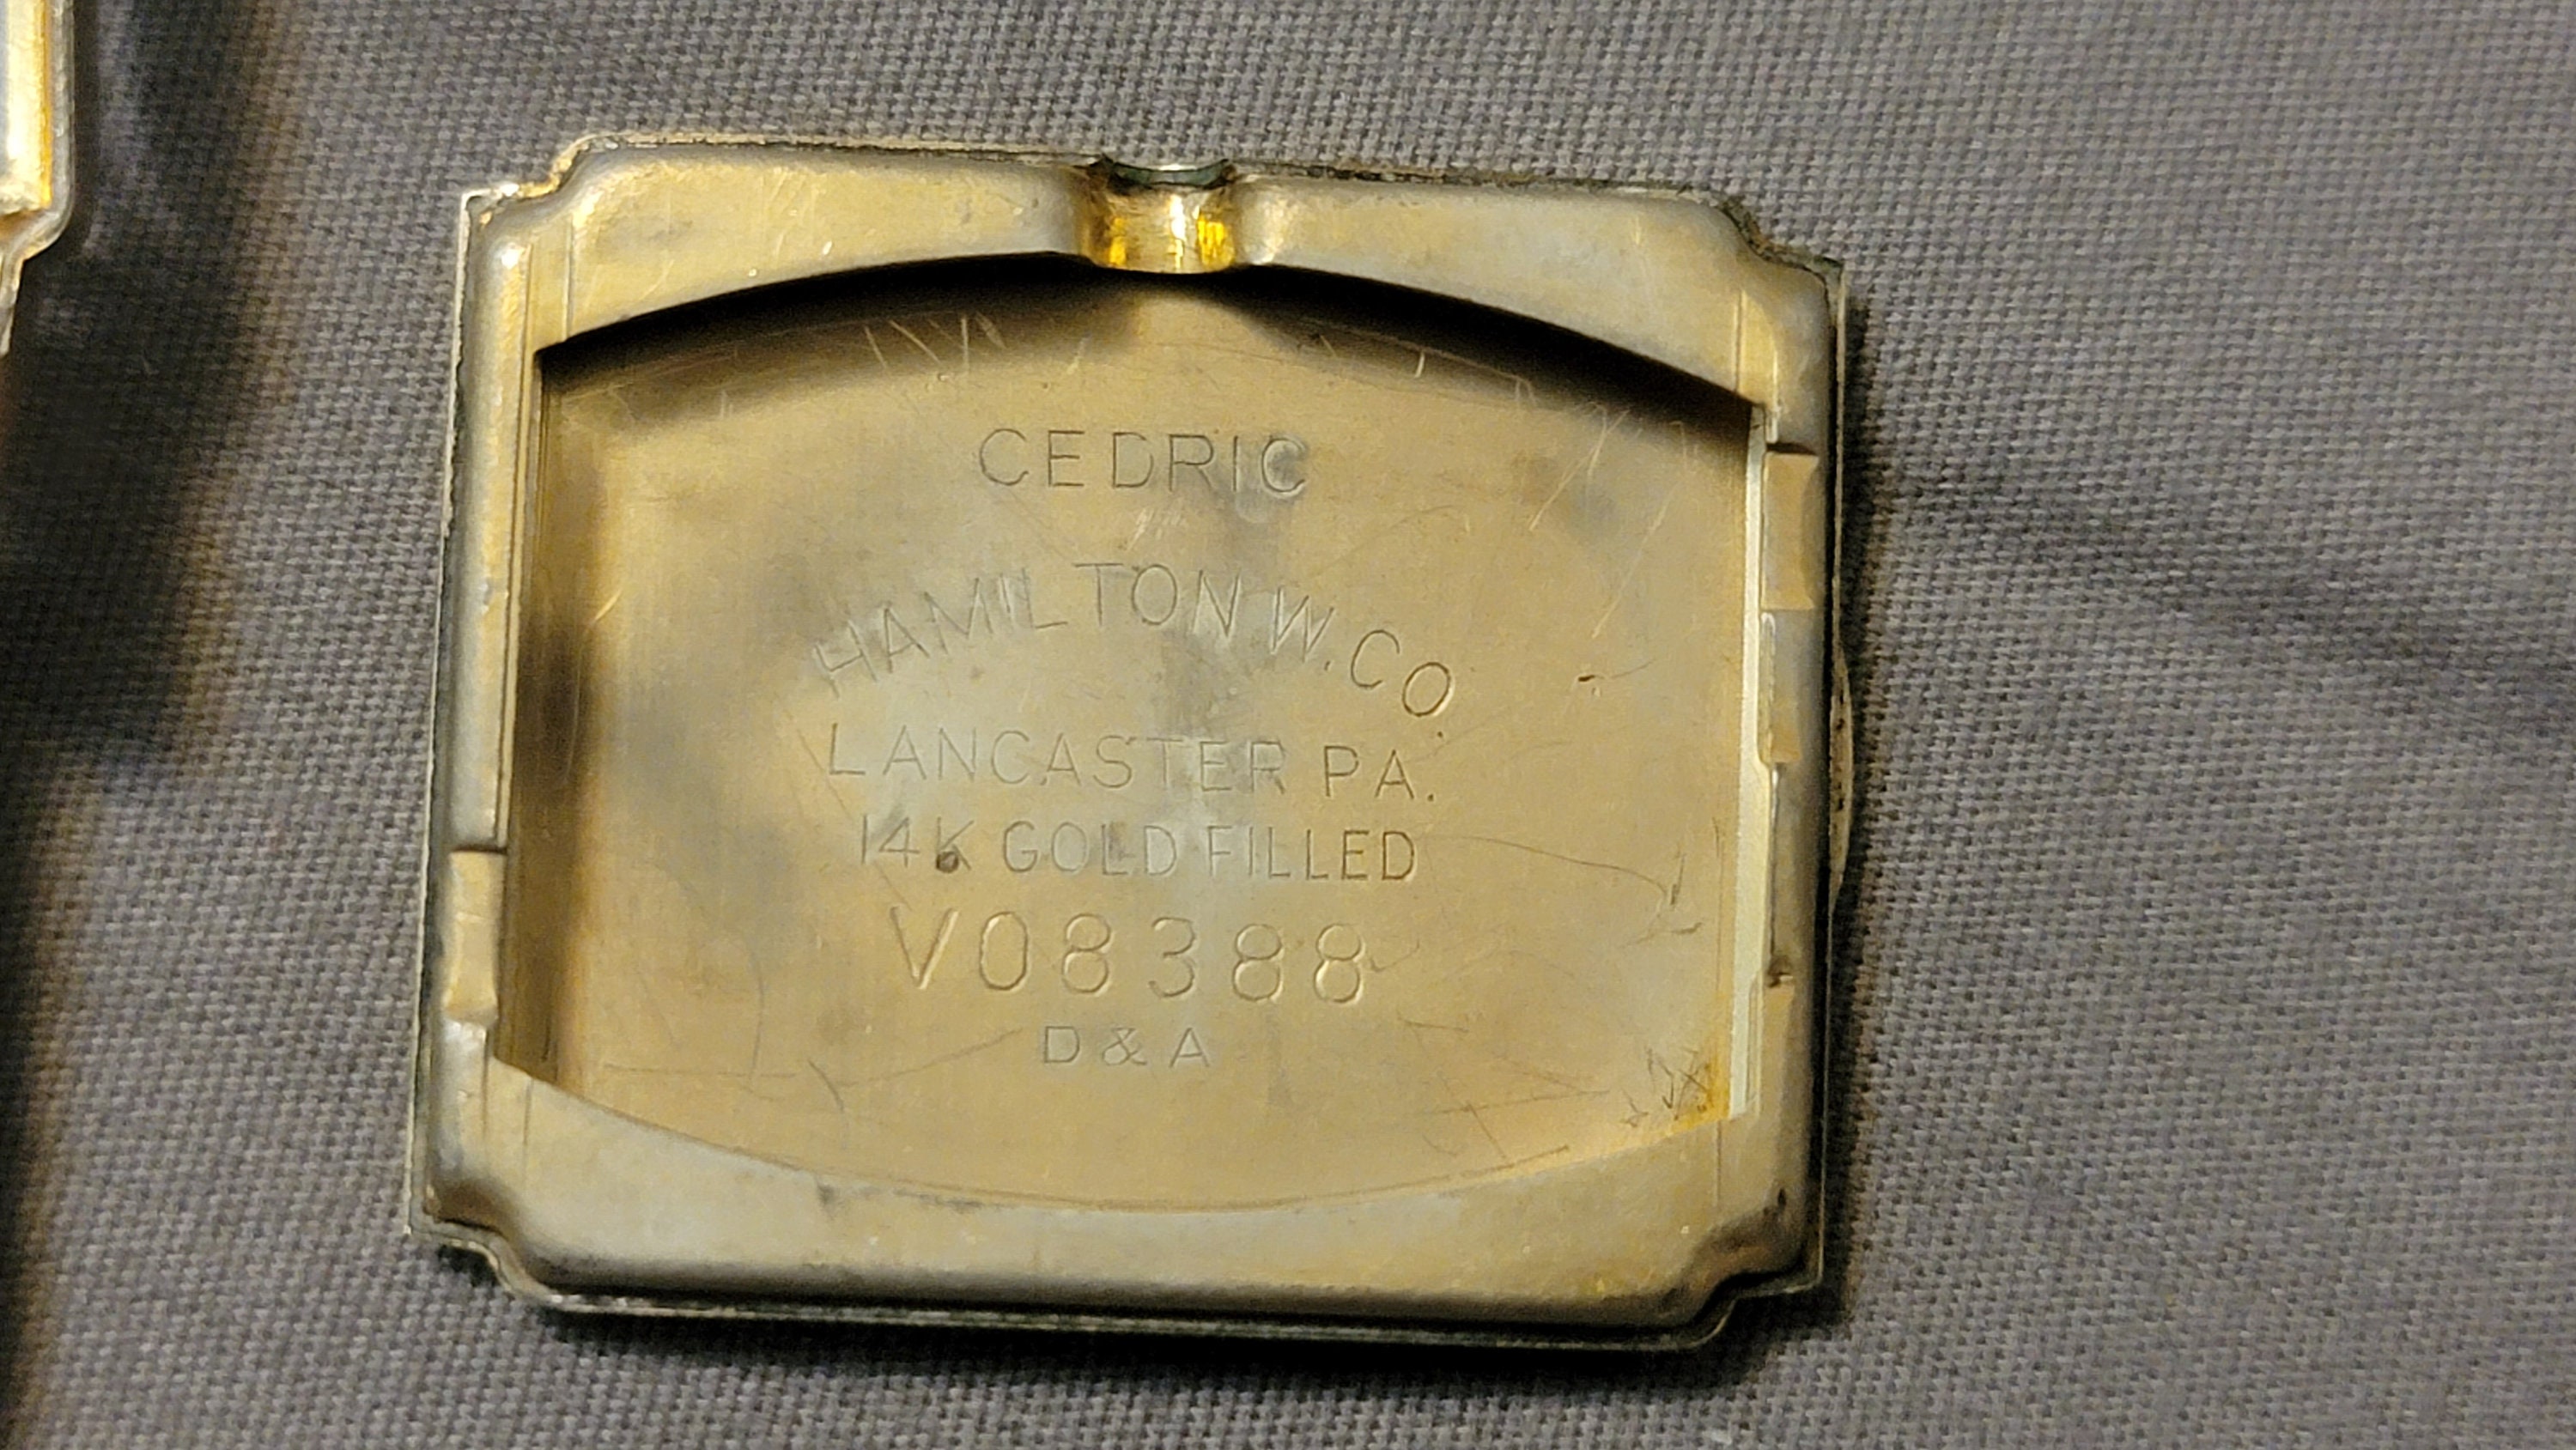 CEDRIC
HAMILTON W. CO.
LANCASTER PA.
14K GOLD FILLED
V08388
D & A